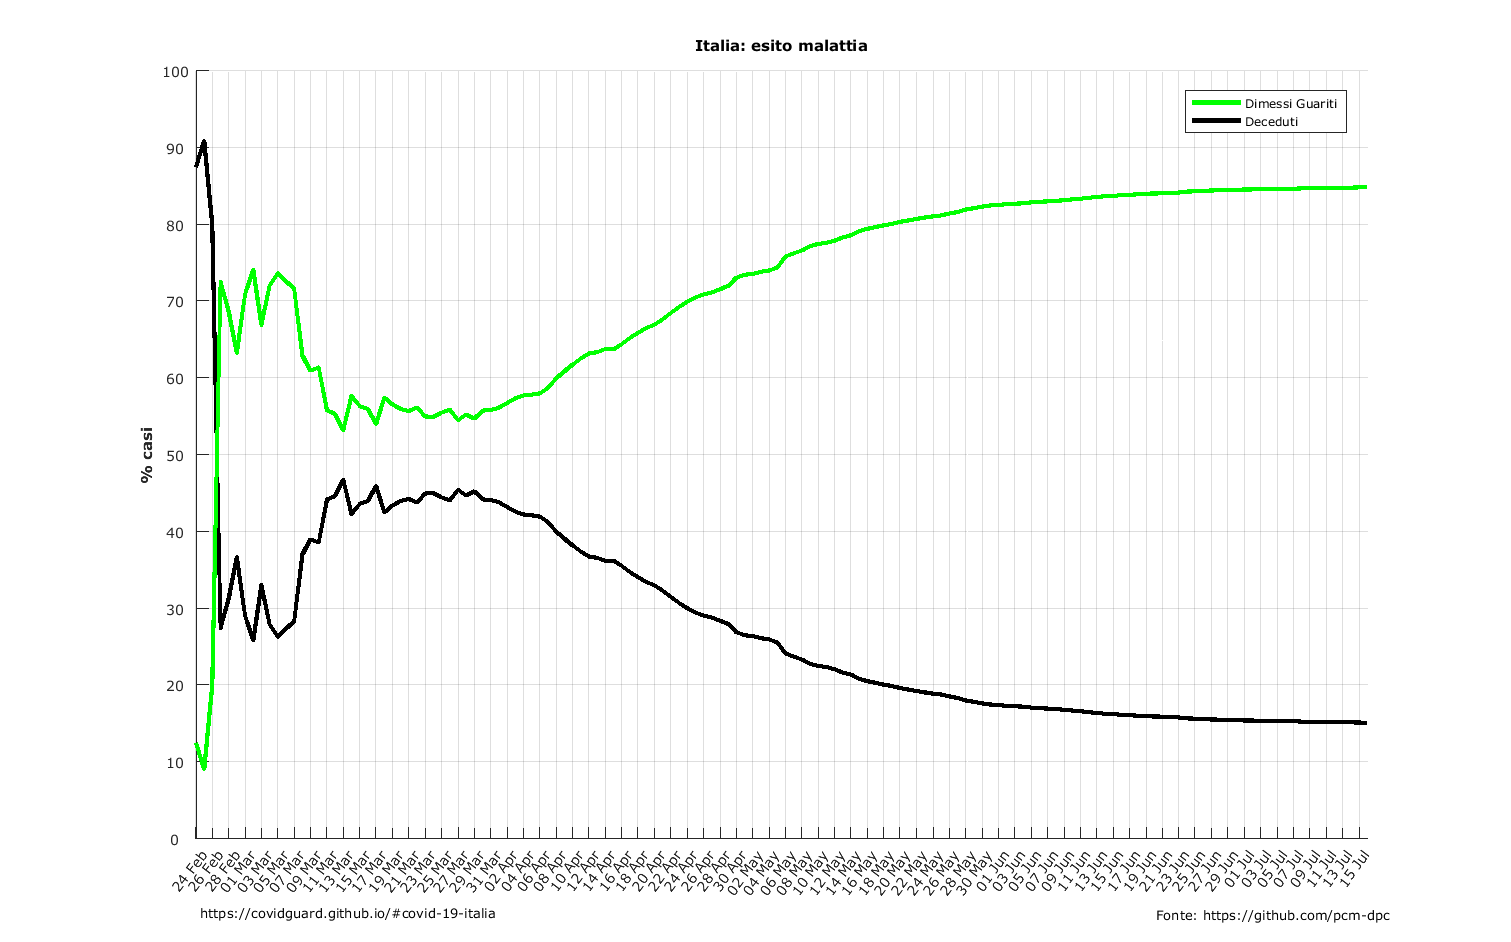 Italia: esito malattia
100
90
80
70
60
50
40
30
20
10
0
% casi
Dimessi Guariti
Deceduti
24 Feb
26 Feb
28 Feb
01 Mar
03 Mar
05 Mar
07 Mar
09 Mar
11 Mar
13 Mar
15 Mar
17 Mar
19 Mar
21 Mar
23 Mar
25 Mar
27 Mar
29 Mar
31 Mar
02 Apr
04 Apr
06 Apr
08 Apr
10 Apr
12 Apr
14 Apr
16 Apr
18 Apr
20 Apr
22 Apr
24 Apr
26 Apr
28 Apr
30 Apr
02 May
04 May
06 May
08 May
10 May
12 May
14 May
16 May
18 May
20 May
22 May
24 May
26 May
28 May
30 May
01 Jun
03 Jun
05 Jun
07 Jun
09 Jun
11 Jun
13 Jun
15 Jun
17 Jun
19 Jun
21 Jun
23 Jun
25 Jun
27 Jun
29 Jun
01 Jul
03 Jul
05 Jul
07 Jul
09 Jul
11 Jul
13 Jul
15 Jul
https://covidguard.github.io/#covid-19-italia
Fonte: https://github.com/pcm-dpc